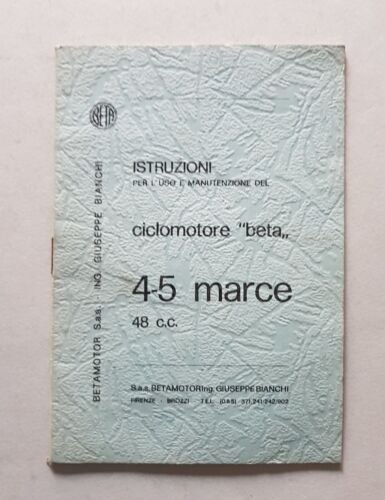 BETA
BETAMOTOR S.a.s. - ING. GIUSEPPE BIANCHI
ISTRUZIONI
PER L'USO E MANUTENZIONE DEL
ciclomotore "beta„
4-5 marce
48 c.c.
S.a.s. BETAMOTOR Ing. GIUSEPPE BIANCHI
FIRENZE - BROZZI TEL. (055) 371.241/242/902